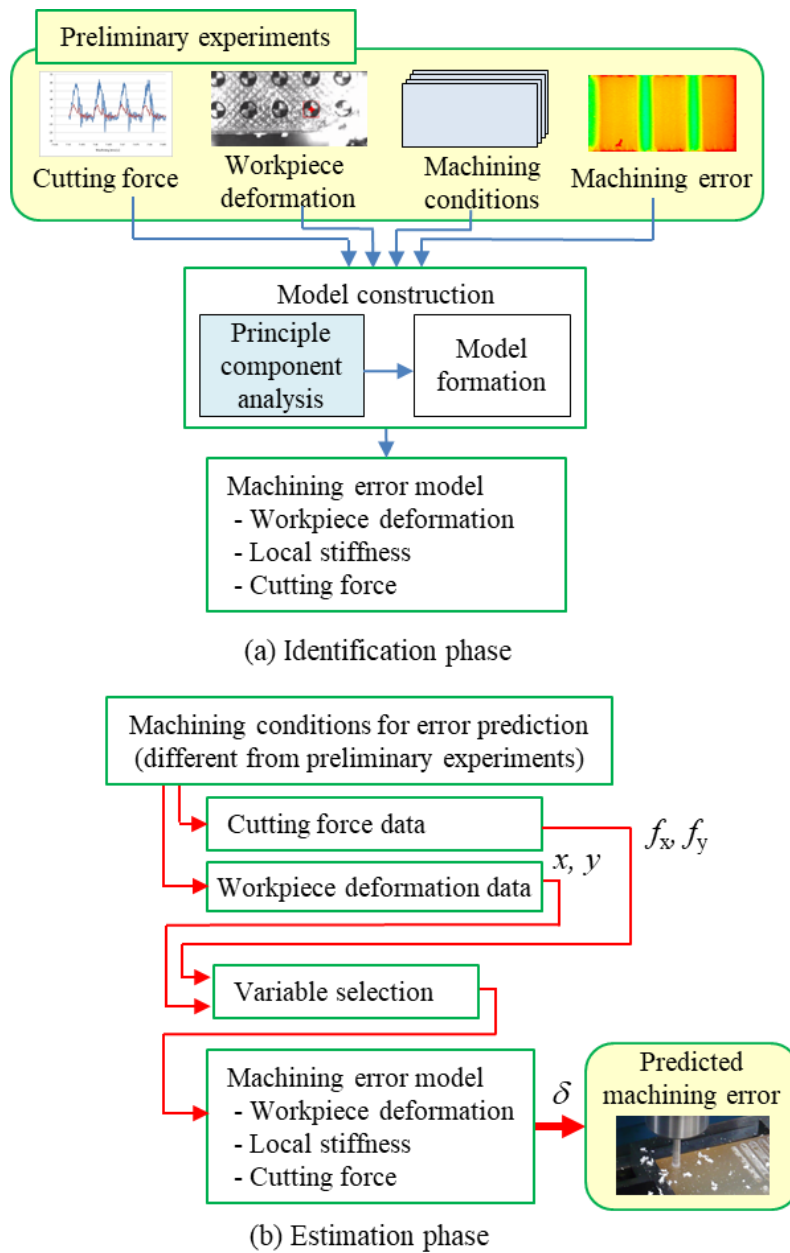 Preliminary experiments
Cutting force
Workpiece
deformation
Machining
conditions
Machining error
Model construction
Principle
component
analysis
Model
formation
Machining error model
- Workpiece deformation
- Local stiffness
- Cutting force
(a) Identification phase
Machining conditions for error prediction
(different from preliminary experiments)
Cutting force data
fx, fy
x, y
Workpiece deformation data
Variable selection
Machining error model
- Workpiece deformation
- Local stiffness
- Cutting force
δ
Predicted
machining error
(b) Estimation phase